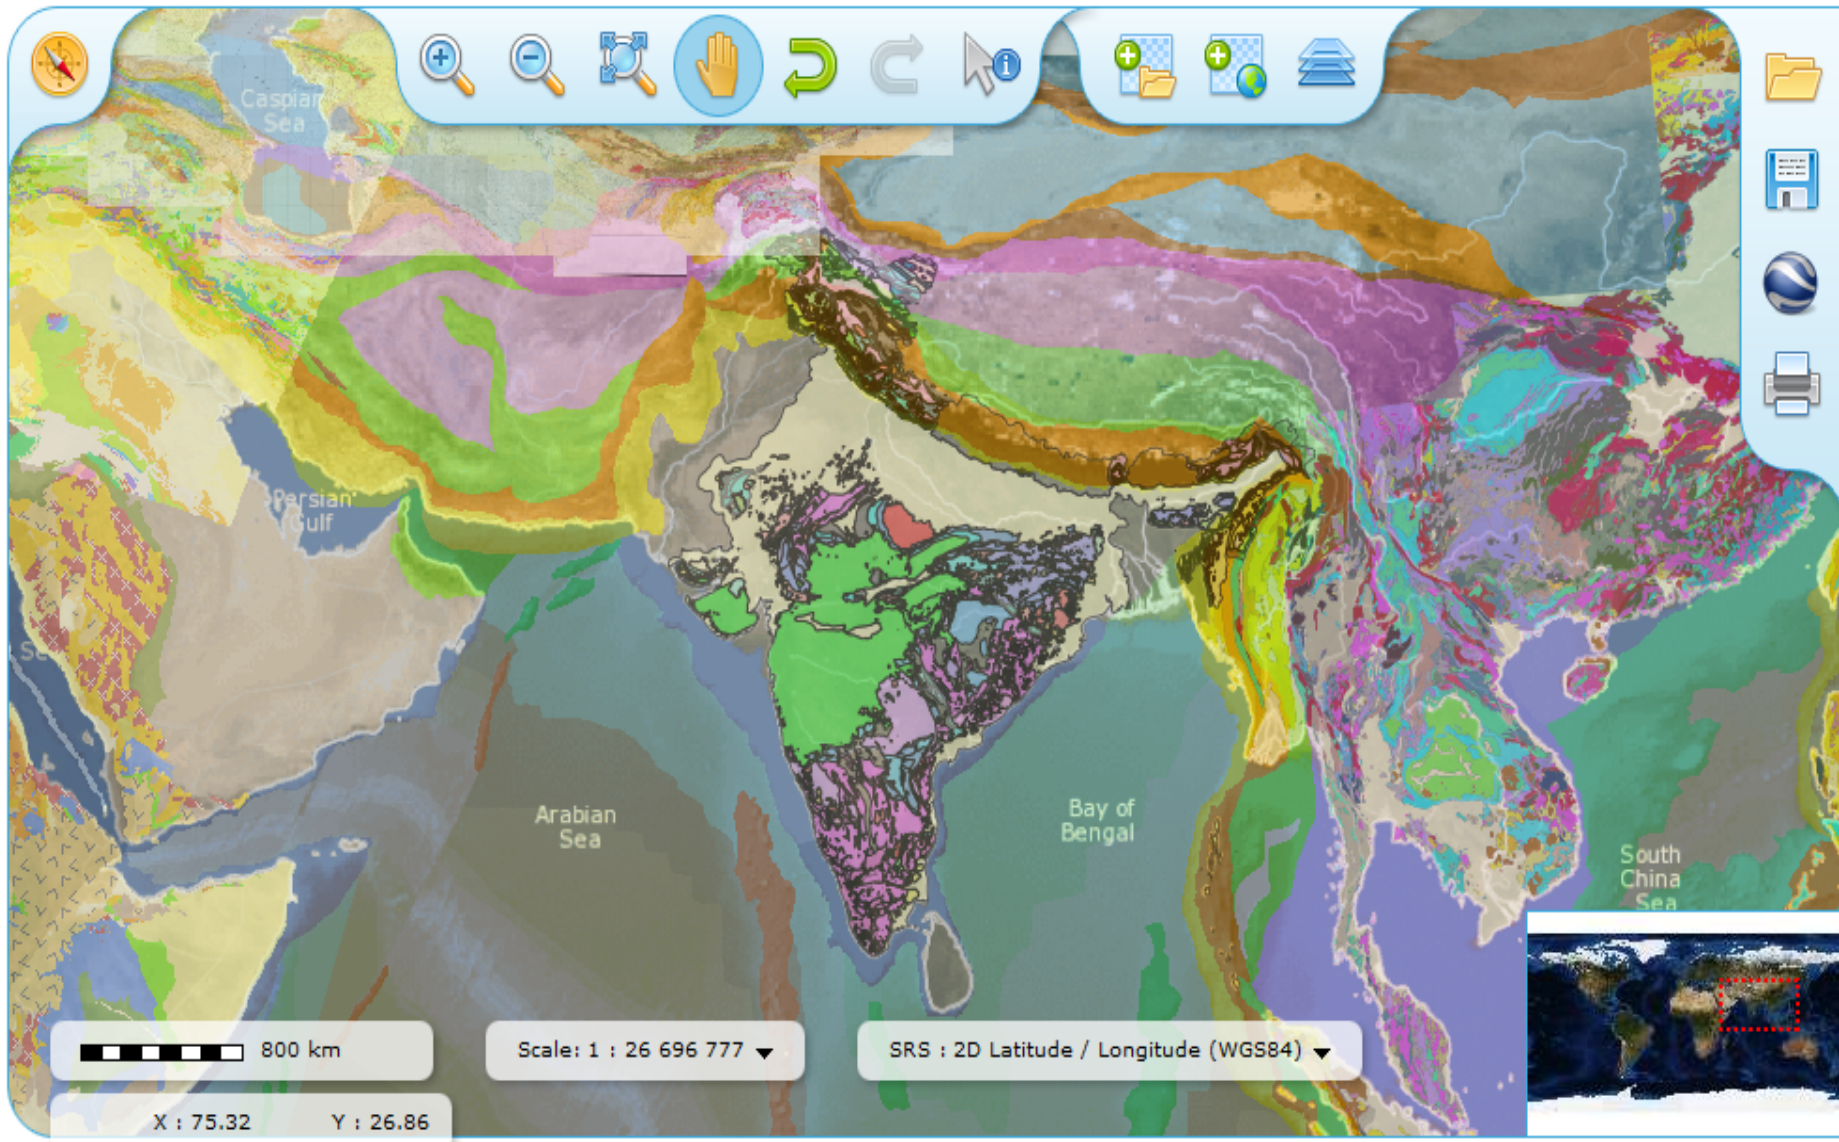 Caspian
Sea
Persian
Gulf
Se
Arabian
Sea
Bay of
Bengal
South
China
Sea
800 km
Scale: 1 : 26 696 777
SRS : 2D Latitude / Longitude (WGS84)
X : 75.32 Y : 26.86